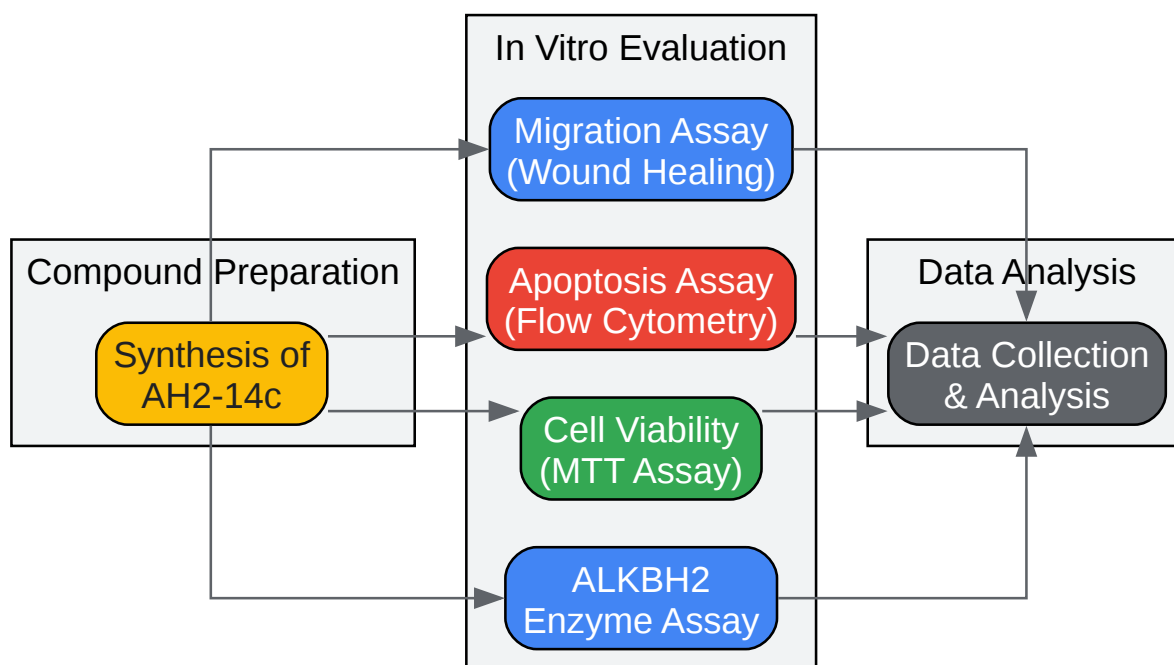 In Vitro Evaluation
Migration Assay
(Wound Healing)
Compound Preparation
Synthesis of
AH2-14c
Apoptosis Assay
(Flow Cytometry)
Cell Viability
(MTT Assay)
ALKBH2
Enzyme Assay
Data Analysis
Data Collection
& Analysis